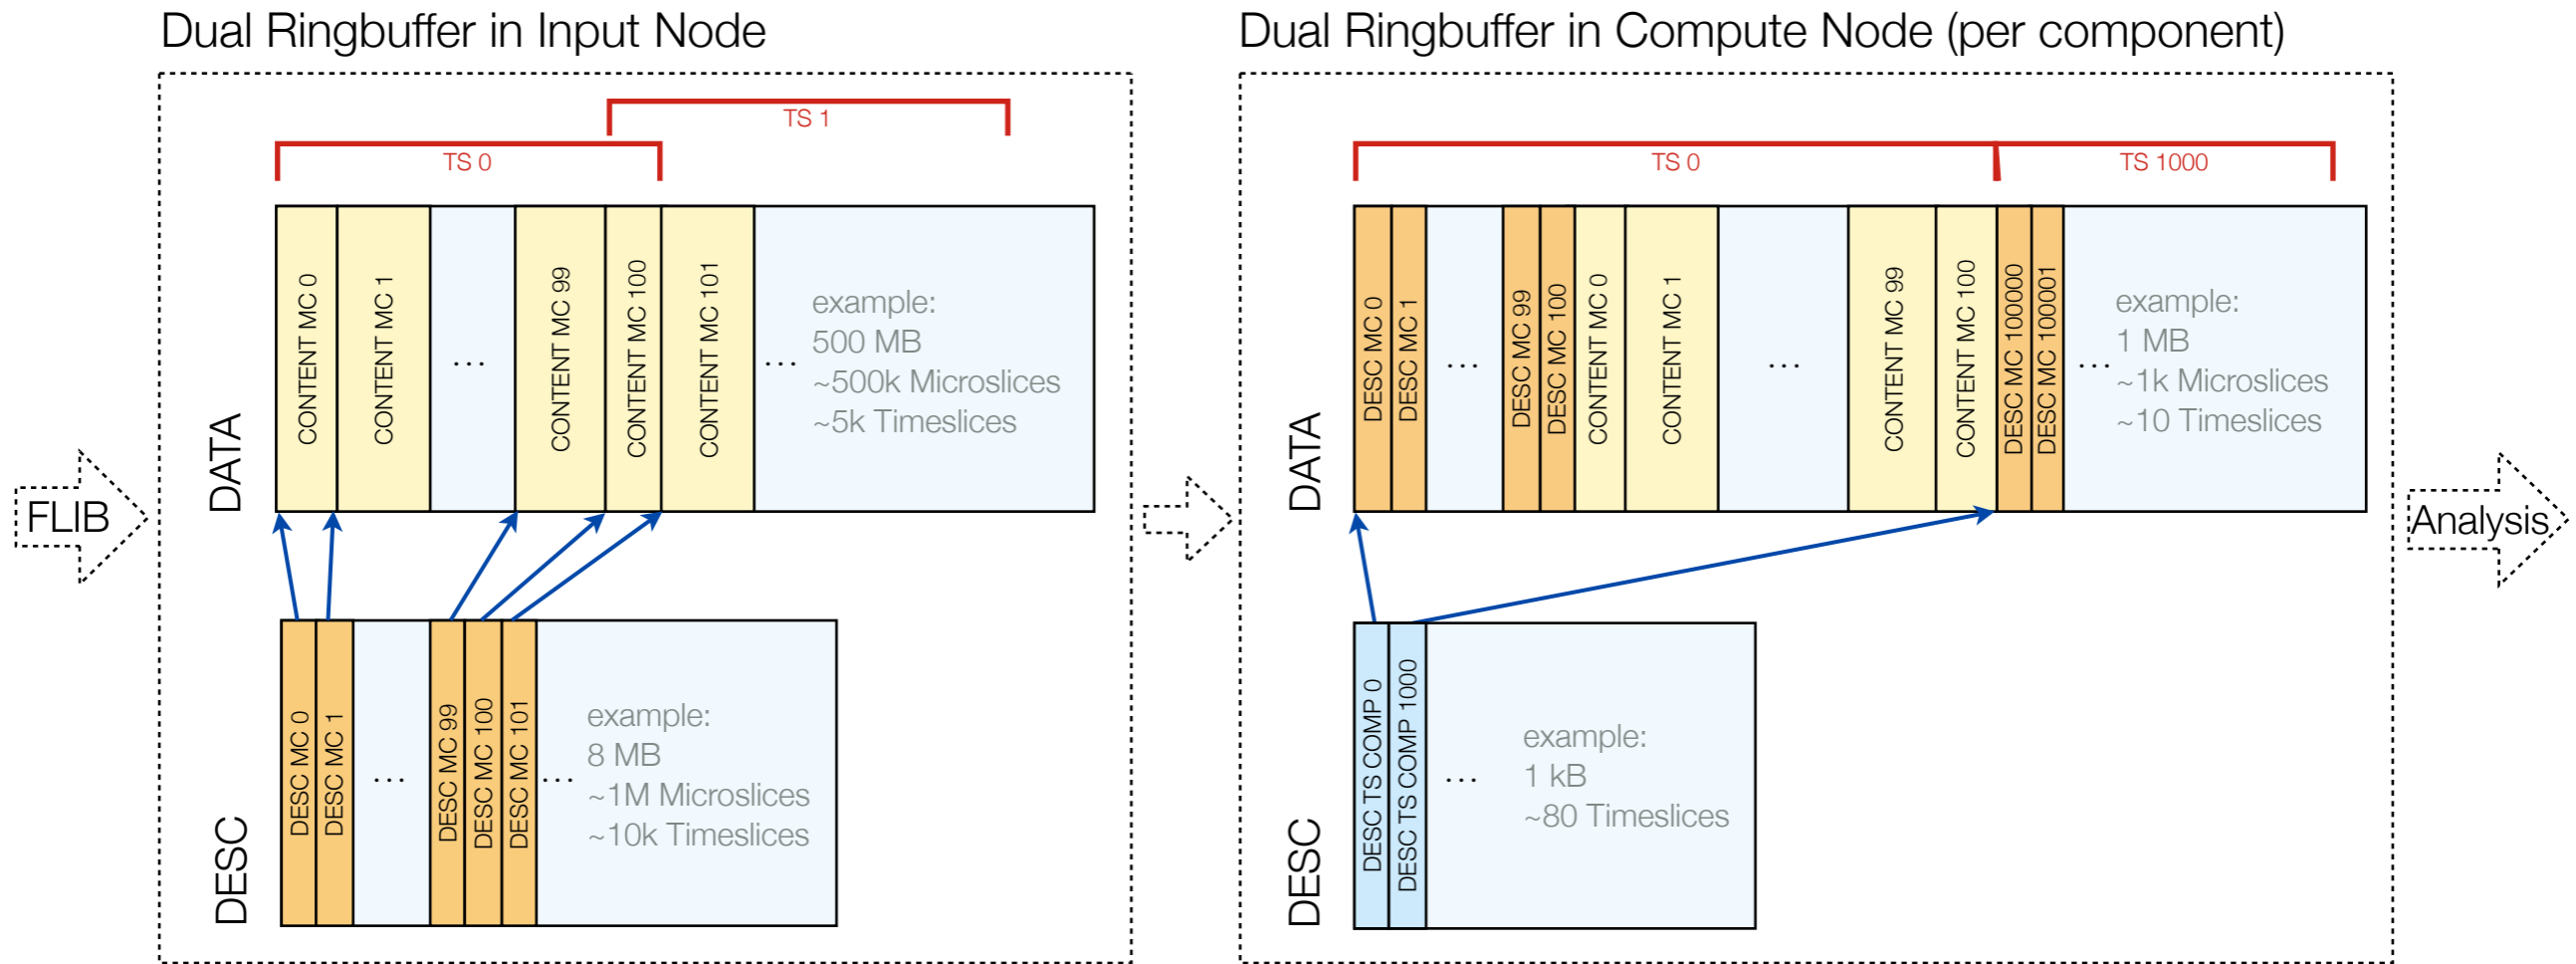 Dual Ringbuffer in Input Node
TS 1
TS 0
DATA
CONTENT MC 0
CONTENT MC 1
...
CONTENT MC 99
CONTENT MC 100
CONTENT MC 101
...
example:
500 MB
~500k Microslices
~5k Timeslices
FLIB
DESC
DESC MC 0
DESC MC 1
...
DESC MC 99
DESC MC 100
DESC MC 101
...
example:
8 MB
~1M Microslices
~10k Timeslices
Dual Ringbuffer in Compute Node (per component)
TS 0
TS 1000
DATA
DESC MC 0
DESC MC 1
...
DESC MC 99
DESC MC 100
CONTENT MC 0
CONTENT MC 1
...
CONTENT MC 99
CONTENT MC 100
DESC MC 100000
DESC MC 100001
...
example:
1 MB
~1k Microslices
~10 Timeslices
DESC
DESC TS COMP 0
DESC TS COMP 1000
...
example:
1 kB
~80 Timeslices
Analysis